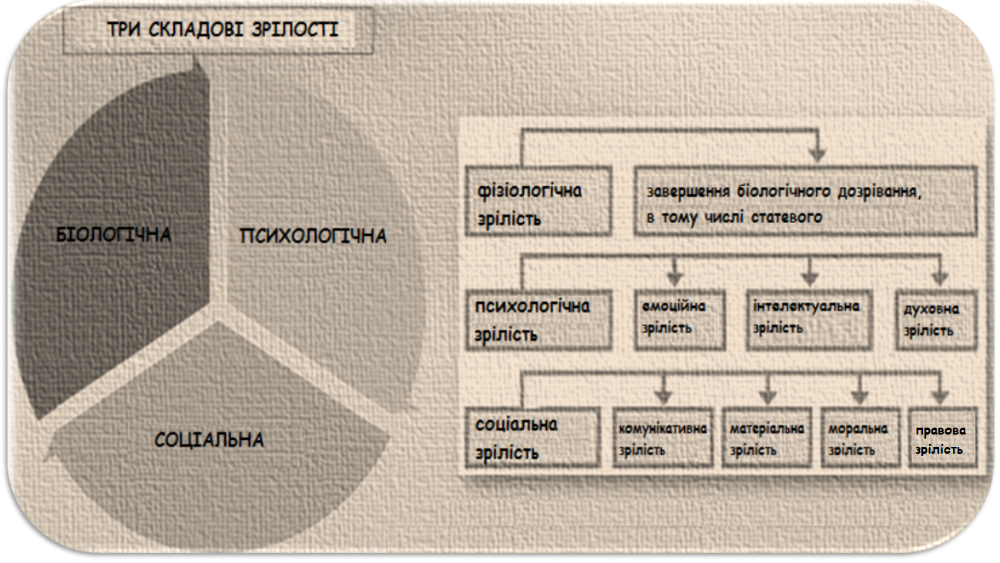 ТРИ СКЛАДОВІ ЗРІЛОСТІ
БІОЛОГІЧНА
ПСИХОЛОГІЧНА
СОЦІАЛЬНА
фізіологічна
зрілість
завершення біологічного дозрівання,
в тому числі статевого
психологічна
зрілість
емоційна
зрілість
інтелектуальна
зрілість
духовна
зрілість
соціальна
зрілість
комунікативна
зрілість
матеріальна
зрілість
моральна
зрілість
правова
зрілість